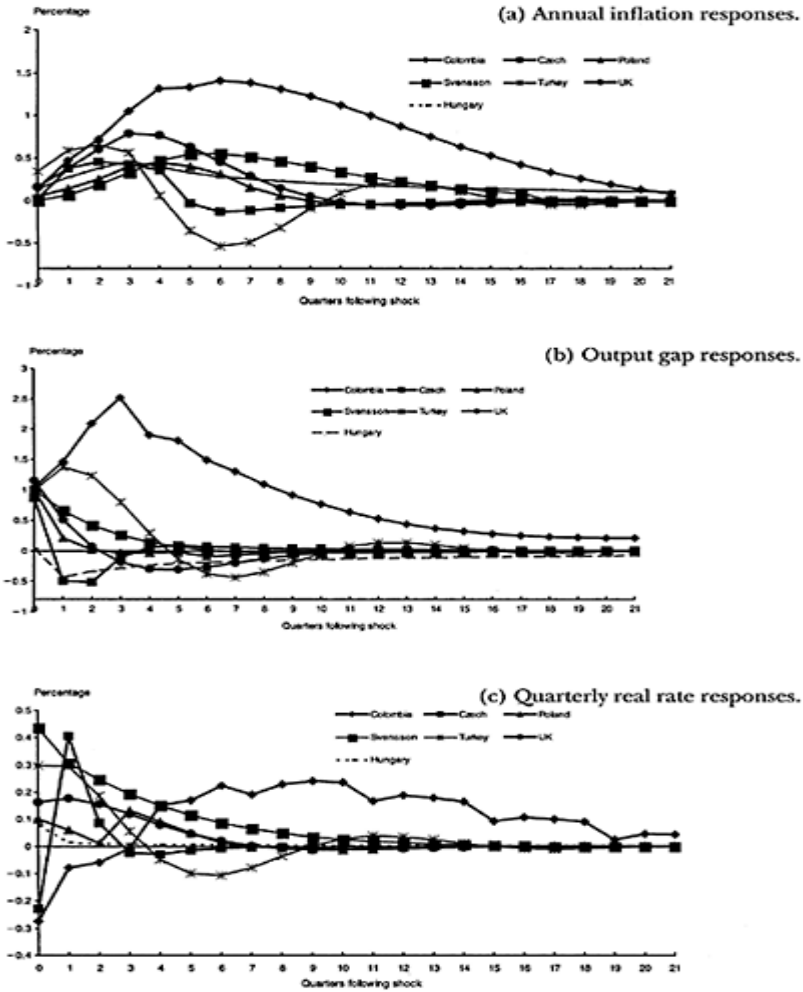 (a) Annual inflation responses.
Percentage
2
1.5
1
0.5
0
−0.5
−1
Colombia Czech Poland
Svensson Turkey UK
Hungary
0 1 2 3 4 5 6 7 8 9 10 11 12 13 14 15 16 17 18 19 20 21
Quarters following shock
(b) Output gap responses.
Percentage
3
2.5
2
1.5
1
0.5
0
−0.5
−1
Colombia Czech Poland
Svensson Turkey UK
Hungary
0 1 2 3 4 5 6 7 8 9 10 11 12 13 14 15 16 17 18 19 20 21
Quarters following shock
(c) Quarterly real rate responses.
Percentage
0.5
0.4
0.3
0.2
0.1
0
−0.1
−0.2
−0.3
−0.4
Colombia Czech Poland
Svensson Turkey UK
Hungary
0 1 2 3 4 5 6 7 8 9 10 11 12 13 14 15 16 17 18 19 20 21
Quarters following shock